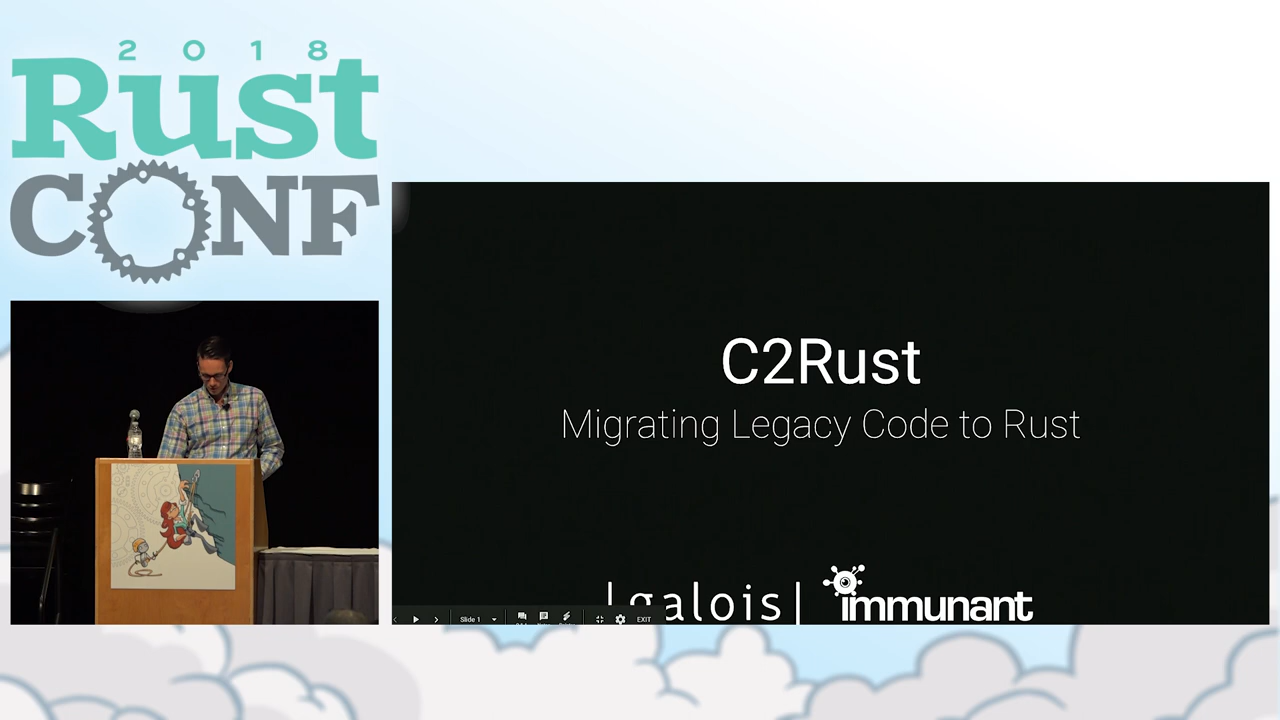 2018
Rust
CONF
C2Rust
Migrating Legacy Code to Rust
|galois|
immunant
Slide 1
EXIT